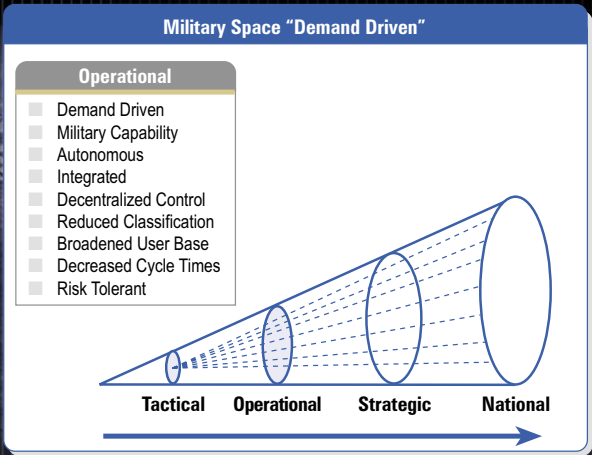 Military Space “Demand Driven”
Operational
Demand Driven
Military Capability
Autonomous
Integrated
Decentralized Control
Reduced Classification
Broadened User Base
Decreased Cycle Times
Risk Tolerant
Tactical Operational Strategic National